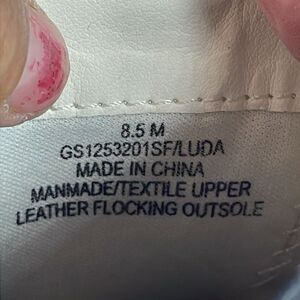 8.5 M
GS1253201SF/LUDA
MADE IN CHINA
MANMADE/TEXTILE UPPER
LEATHER FLOCKING OUTSOLE